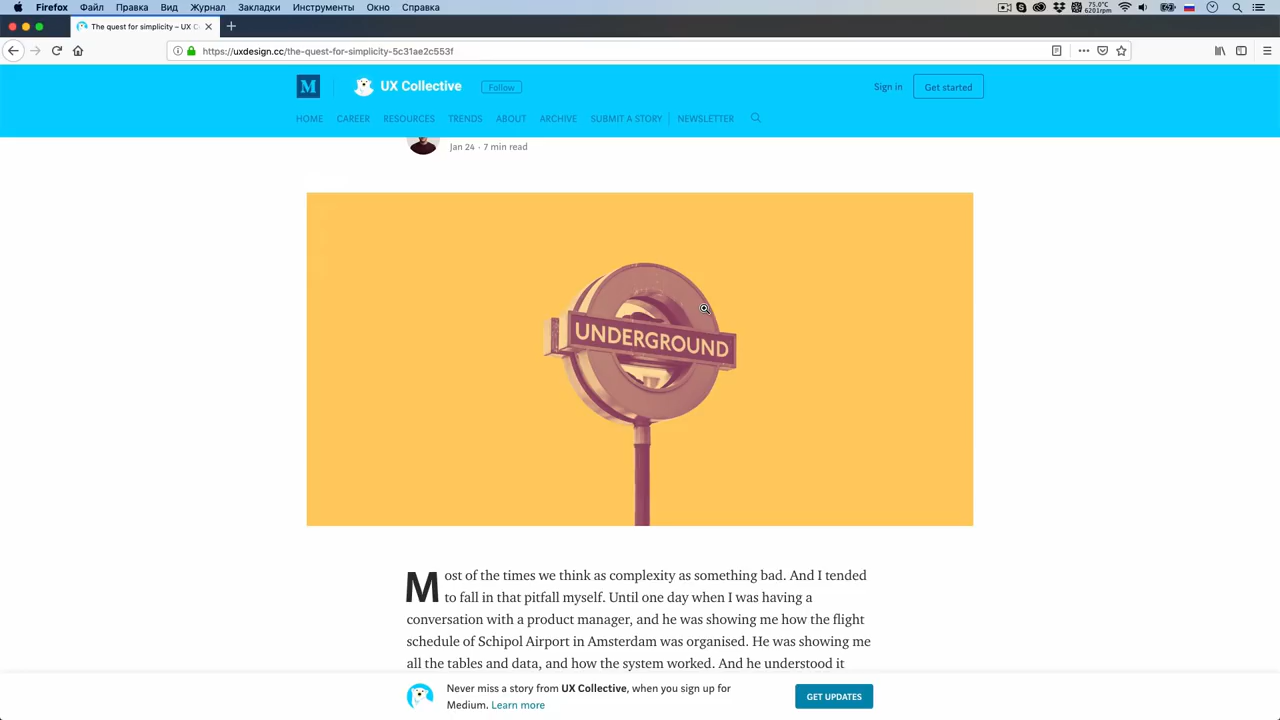 Firefox Файл Правка Вид Журнал Закладки Инструменты Окно Справка 75.0°C 6201rpm
The quest for simplicity – UX C
https://uxdesign.cc/the-quest-for-simplicity-5c31ae2c553f
M UX Collective Follow Sign in Get started
HOME CAREER RESOURCES TRENDS ABOUT ARCHIVE SUBMIT A STORY NEWSLETTER
Jan 24 · 7 min read
UNDERGROUND
Most of the times we think as complexity as something bad. And I tended
to fall in that pitfall myself. Until one day when I was having a
conversation with a product manager, and he was showing me how the flight
schedule of Schipol Airport in Amsterdam was organised. He was showing me
all the tables and data, and how the system worked. And he understood it
Never miss a story from UX Collective, when you sign up for
Medium. Learn more
GET UPDATES